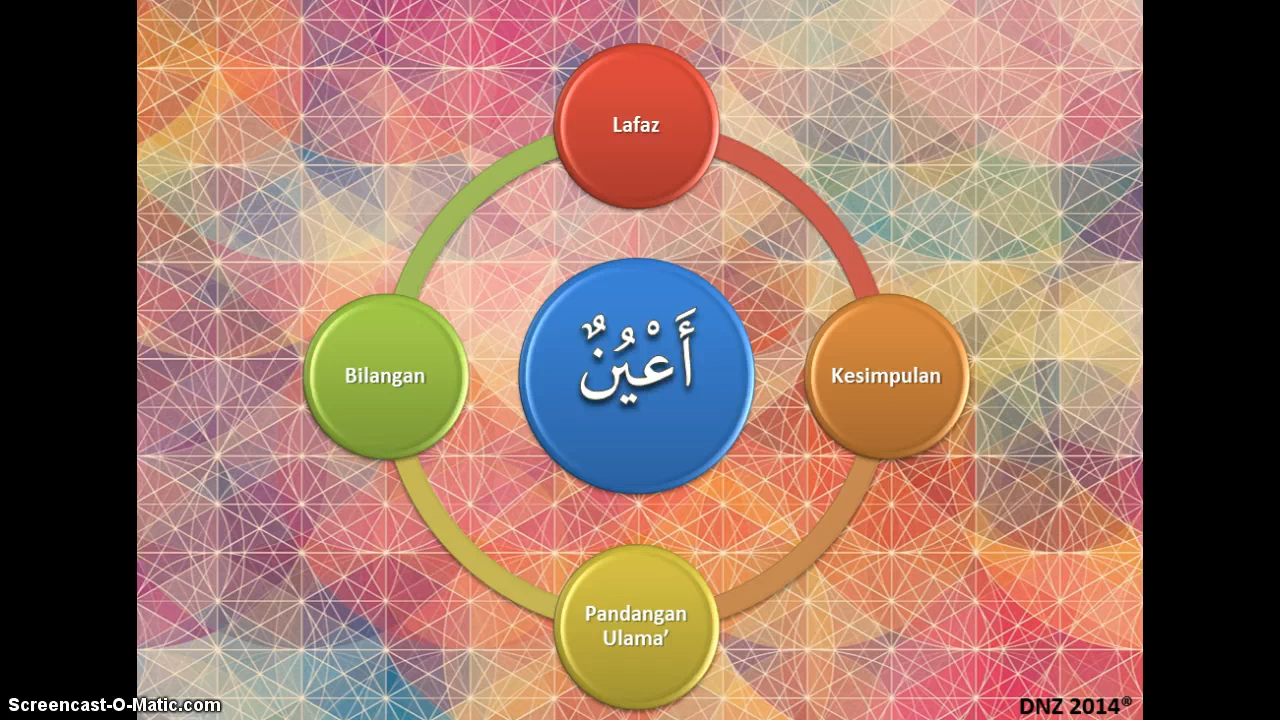 Lafaz
أَعْيُنٌ
Bilangan
Kesimpulan
Pandangan
Ulama’
DNZ 2014®
Screencast-O-Matic.com